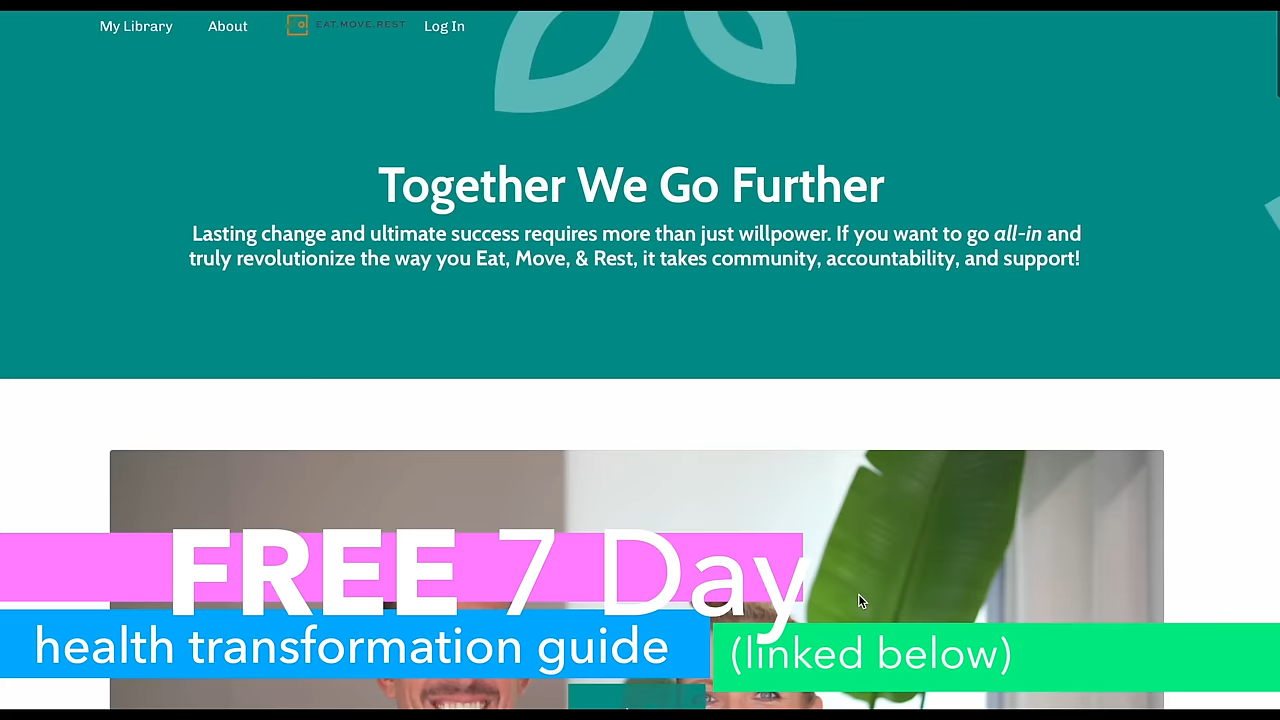 My Library About EAT.MOVE.REST Log In
Together We Go Further
Lasting change and ultimate success requires more than just willpower. If you want to go all-in and
truly revolutionize the way you Eat, Move, & Rest, it takes community, accountability, and support!
FREE 7 Day
health transformation guide
(linked below)